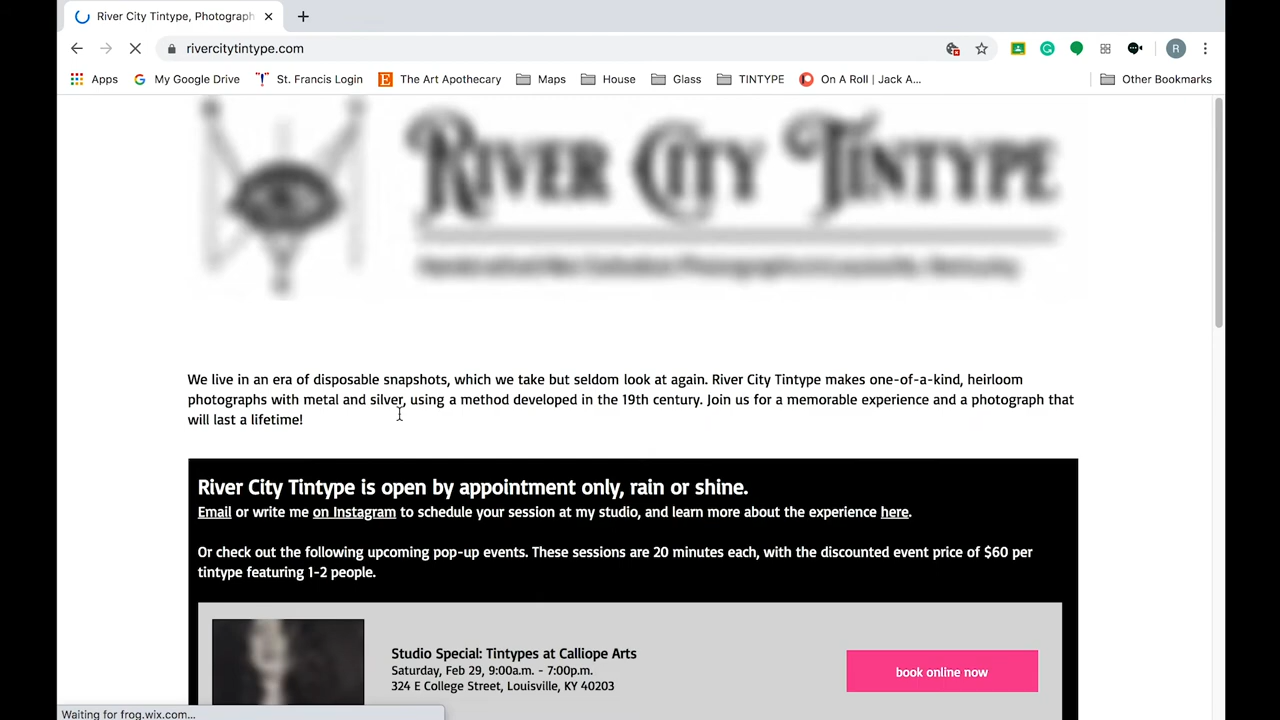 River City Tintype, Photograph
rivercitytintype.com
R
Apps
My Google Drive
St. Francis Login
The Art Apothecary
Maps
House
Glass
TINTYPE
On A Roll | Jack A...
Other Bookmarks
RIVER CITY TINTYPE
Handcrafted Wet Collodion Photographs in Louisville, Kentucky
We live in an era of disposable snapshots, which we take but seldom look at again. River City Tintype makes one-of-a-kind, heirloom
photographs with metal and silver, using a method developed in the 19th century. Join us for a memorable experience and a photograph that
will last a lifetime!
River City Tintype is open by appointment only, rain or shine.
Email or write me on Instagram to schedule your session at my studio, and learn more about the experience here.
Or check out the following upcoming pop-up events. These sessions are 20 minutes each, with the discounted event price of $60 per
tintype featuring 1-2 people.
Studio Special: Tintypes at Calliope Arts
Saturday, Feb 29, 9:00a.m. - 7:00p.m.
324 E College Street, Louisville, KY 40203
book online now
Waiting for frog.wix.com...